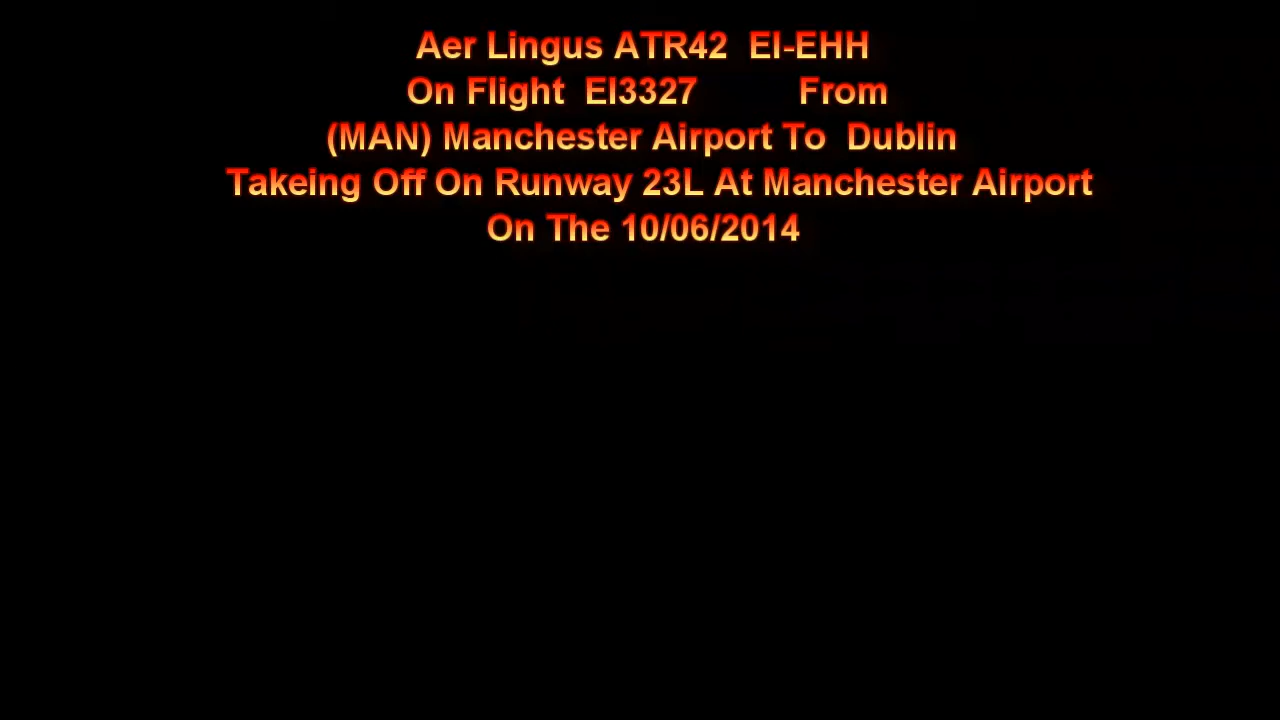 Aer Lingus ATR42 EI-EHH
On Flight EI3327 From
(MAN) Manchester Airport To Dublin
Takeing Off On Runway 23L At Manchester Airport
On The 10/06/2014